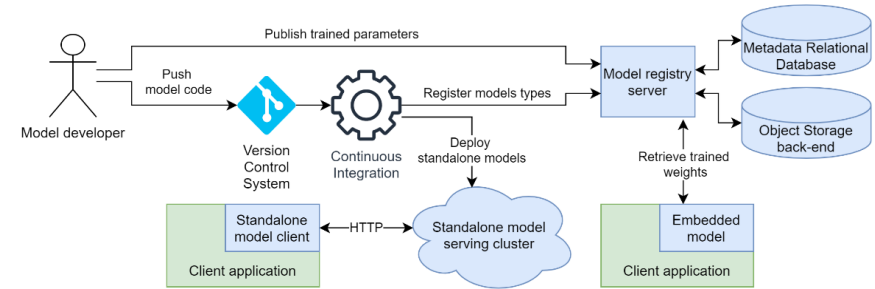 Publish trained parameters
Push
model code
Model developer
Version
Control
System
Continuous
Integration
Register models types
Deploy
standalone models
Model registry
server
Metadata Relational
Database
Object Storage
back-end
Retrieve trained
weights
Standalone
model client
Client application
HTTP
Standalone model
serving cluster
Embedded
model
Client application